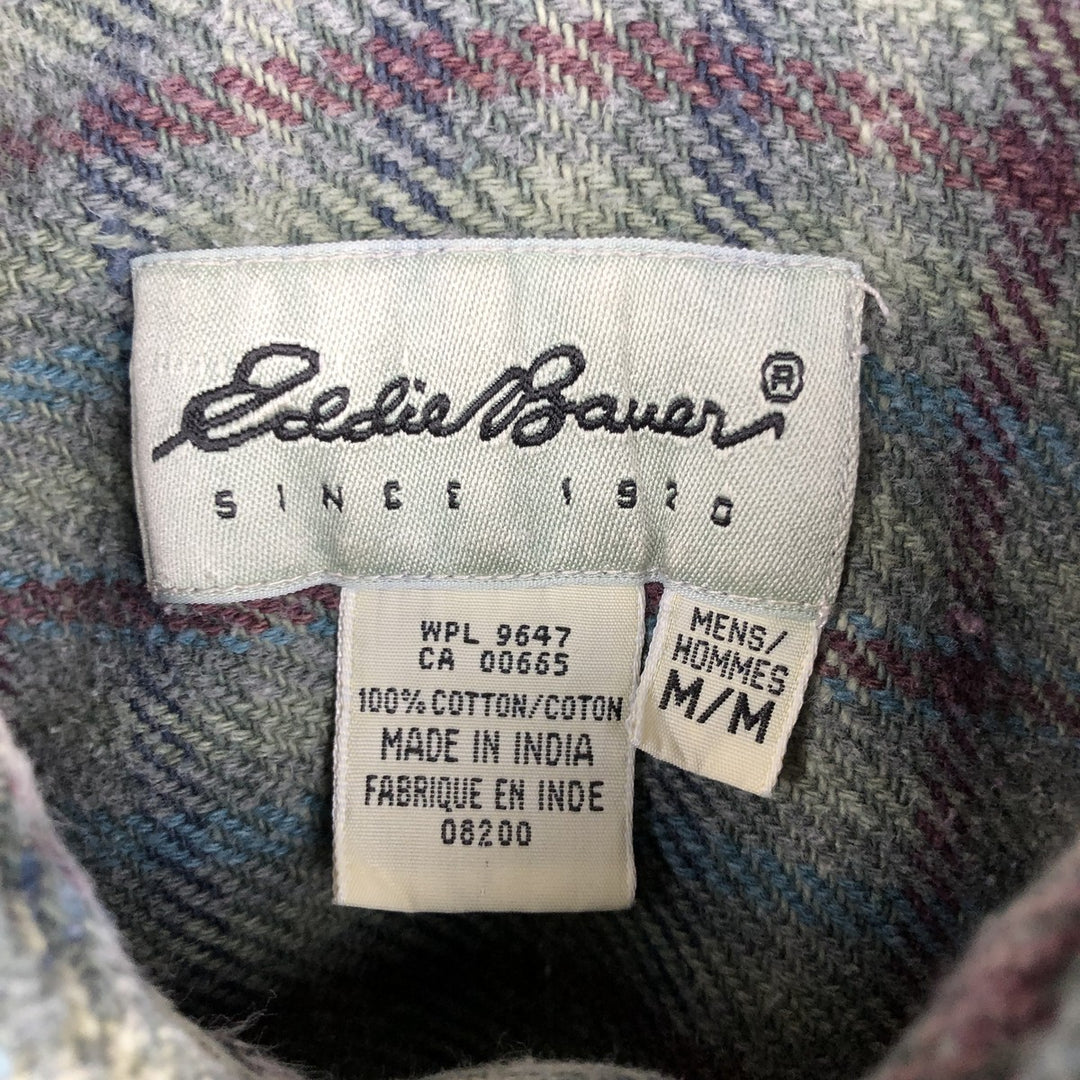 Eddie Bauer®
SINCE 1920
WPL 9647
CA 00665
100% COTTON/COTON
MADE IN INDIA
FABRIQUE EN INDE
08200
MENS/
HOMMES
M/M